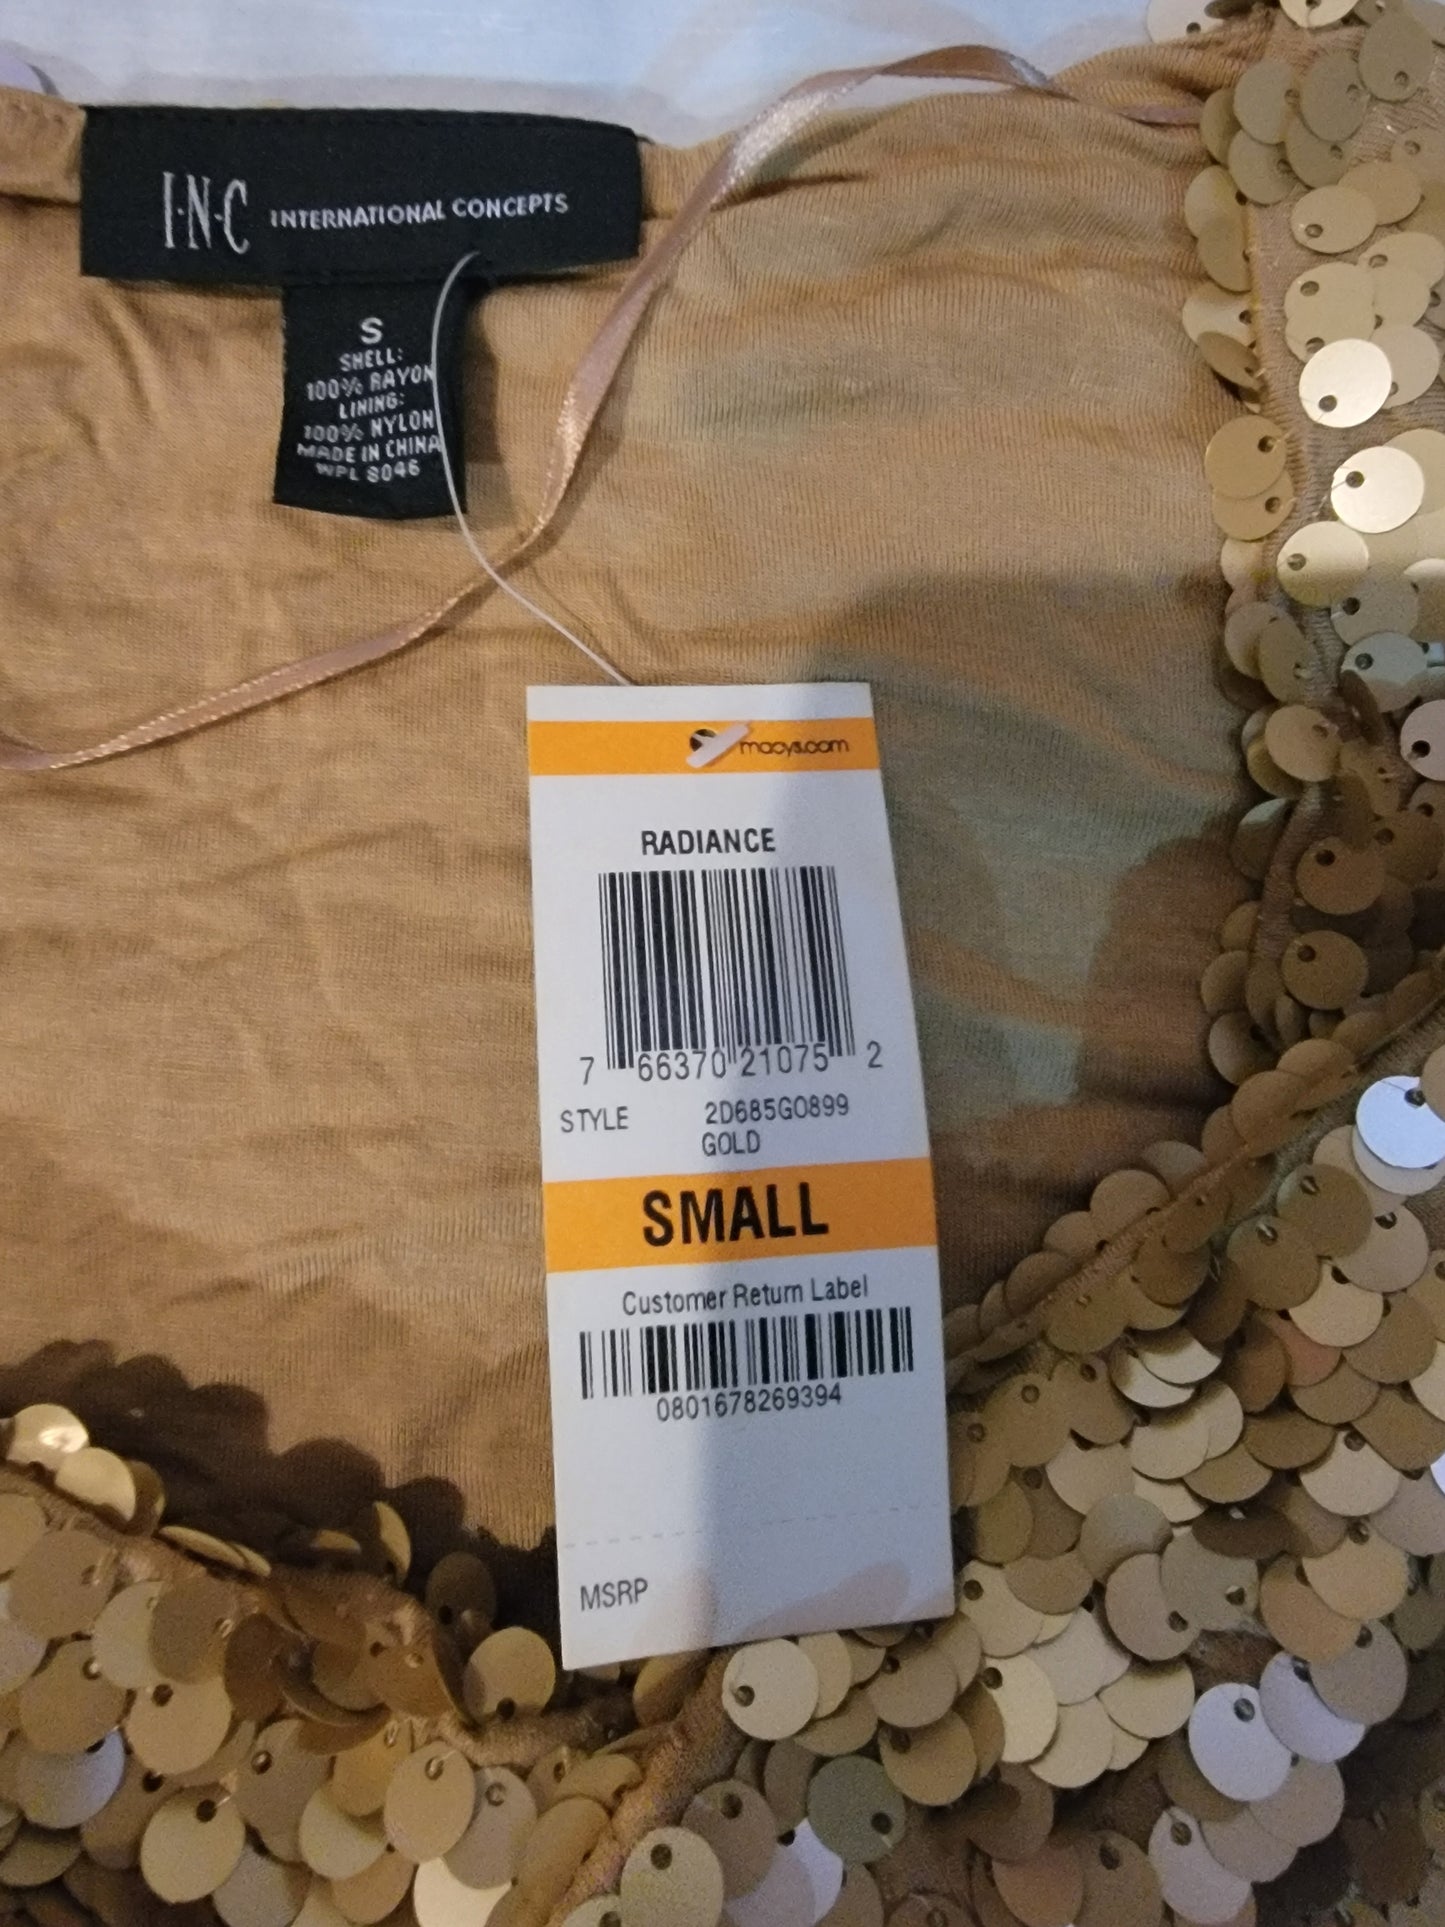 I·N·C INTERNATIONAL CONCEPTS
S
SHELL:
100% RAYON
LINING:
100% NYLON
MADE IN CHINA
WPL 8046
macys.com
RADIANCE
7 66370 21075 2
STYLE 2D685GO899
GOLD
SMALL
Customer Return Label
0801678269394
MSRP